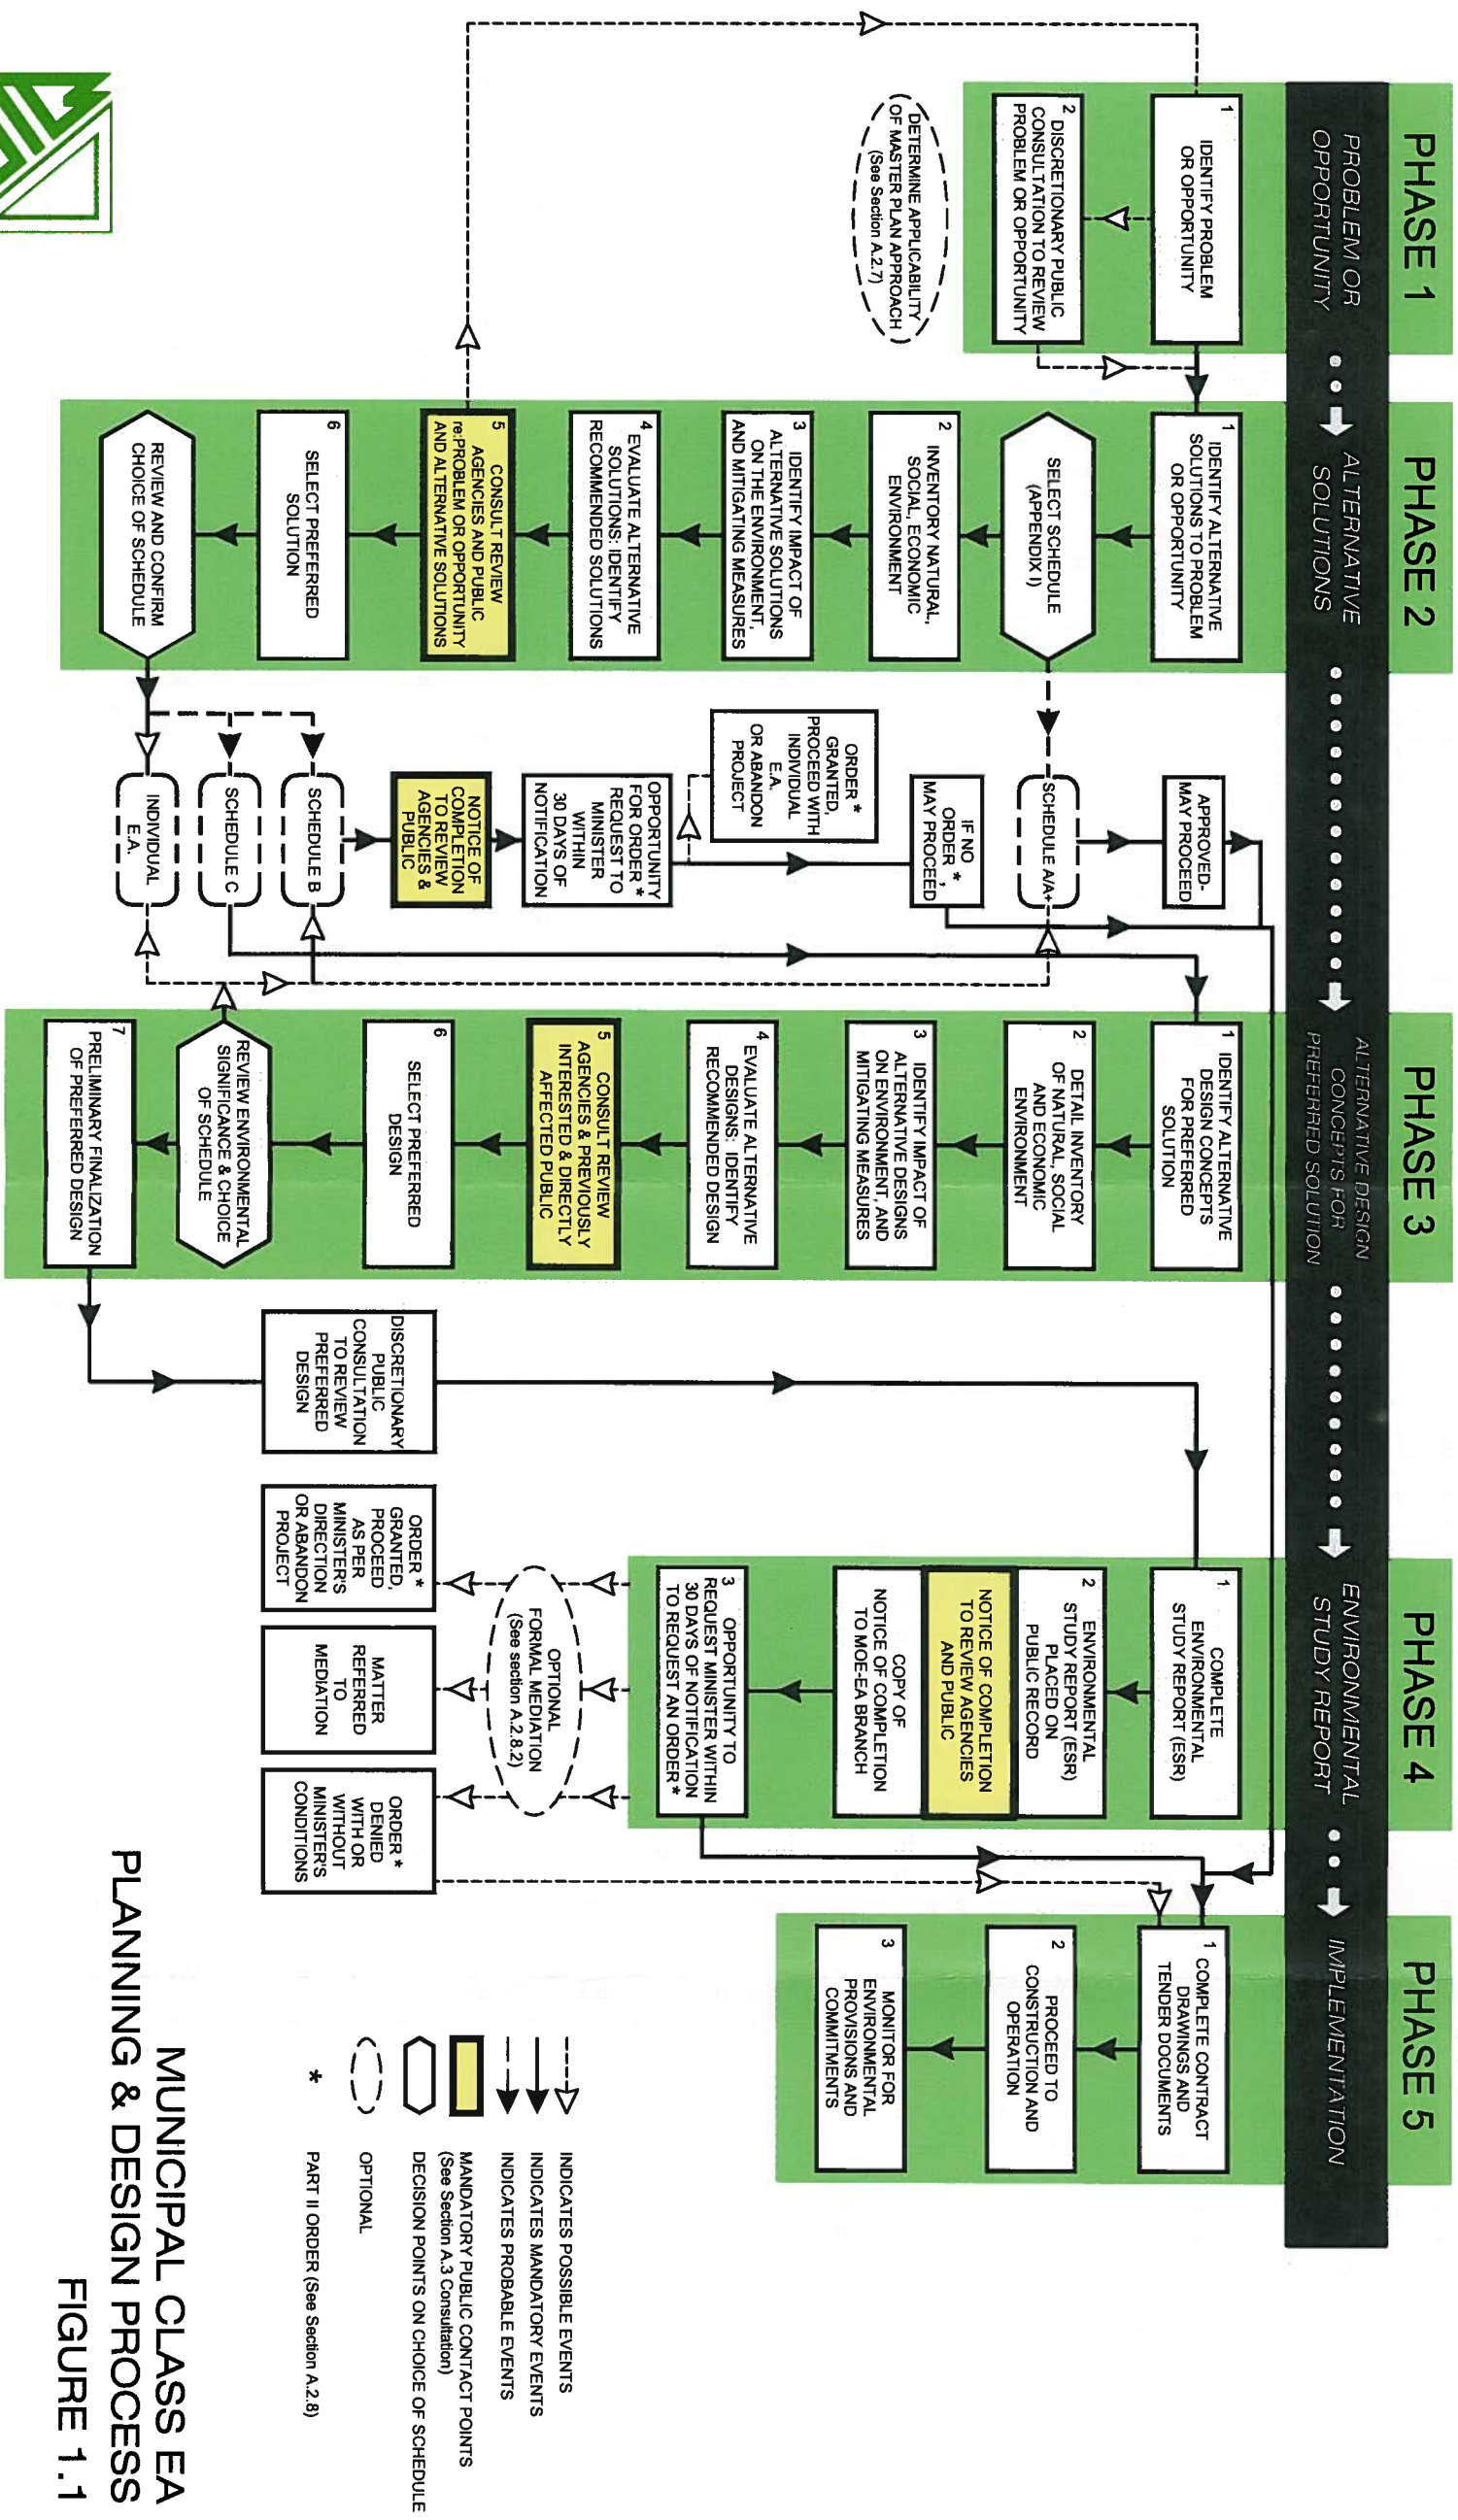 PHASE 1
PROBLEM OR
OPPORTUNITY
1
IDENTIFY PROBLEM
OR OPPORTUNITY
2
DISCRETIONARY PUBLIC
CONSULTATION TO REVIEW
PROBLEM OR OPPORTUNITY
DETERMINE APPLICABILITY
OF MASTER PLAN APPROACH
(See Section A.2.7)
PHASE 2
ALTERNATIVE
SOLUTIONS
1
IDENTIFY ALTERNATIVE
SOLUTIONS TO PROBLEM
OR OPPORTUNITY
SELECT SCHEDULE
(APPENDIX I)
2
INVENTORY NATURAL,
SOCIAL, ECONOMIC
ENVIRONMENT
3
IDENTIFY IMPACT OF
ALTERNATIVE SOLUTIONS
ON THE ENVIRONMENT,
AND MITIGATING MEASURES
4
EVALUATE ALTERNATIVE
SOLUTIONS: IDENTIFY
RECOMMENDED SOLUTIONS
5
CONSULT REVIEW
AGENCIES AND PUBLIC
re:PROBLEM OR OPPORTUNITY
AND ALTERNATIVE SOLUTIONS
6
SELECT PREFERRED
SOLUTION
REVIEW AND CONFIRM
CHOICE OF SCHEDULE
APPROVED-
MAY PROCEED
SCHEDULE A/A+
IF NO *
ORDER ,
MAY PROCEED
ORDER *
GRANTED,
PROCEED WITH
INDIVIDUAL
E.A.
OR ABANDON
PROJECT
OPPORTUNITY
FOR ORDER *
REQUEST TO
MINISTER
WITHIN
30 DAYS OF
NOTIFICATION
NOTICE OF
COMPLETION
TO REVIEW
AGENCIES &
PUBLIC
SCHEDULE B
SCHEDULE C
INDIVIDUAL
E.A.
PHASE 3
ALTERNATIVE DESIGN
CONCEPTS FOR
PREFERRED SOLUTION
1
IDENTIFY ALTERNATIVE
DESIGN CONCEPTS
FOR PREFERRED
SOLUTION
2
DETAIL INVENTORY
OF NATURAL, SOCIAL
AND ECONOMIC
ENVIRONMENT
3
IDENTIFY IMPACT OF
ALTERNATIVE DESIGNS
ON ENVIRONMENT, AND
MITIGATING MEASURES
4
EVALUATE ALTERNATIVE
DESIGNS: IDENTIFY
RECOMMENDED DESIGN
5
CONSULT REVIEW
AGENCIES & PREVIOUSLY
INTERESTED & DIRECTLY
AFFECTED PUBLIC
6
SELECT PREFERRED
DESIGN
REVIEW ENVIRONMENTAL
SIGNIFICANCE & CHOICE
OF SCHEDULE
7
PRELIMINARY FINALIZATION
OF PREFERRED DESIGN
DISCRETIONARY
PUBLIC
CONSULTATION
TO REVIEW
PREFERRED
DESIGN
PHASE 4
ENVIRONMENTAL
STUDY REPORT
1
COMPLETE
ENVIRONMENTAL
STUDY REPORT (ESR)
2
ENVIRONMENTAL
STUDY REPORT (ESR)
PLACED ON
PUBLIC RECORD
NOTICE OF COMPLETION
TO REVIEW AGENCIES
AND PUBLIC
COPY OF
NOTICE OF COMPLETION
TO MOE-EA BRANCH
3
OPPORTUNITY TO
REQUEST MINISTER WITHIN
30 DAYS OF NOTIFICATION
TO REQUEST AN ORDER *
OPTIONAL
FORMAL MEDIATION
(See section A.2.8.2)
ORDER *
GRANTED,
PROCEED
AS PER
MINISTER'S
DIRECTION
OR ABANDON
PROJECT
MATTER
REFERRED
TO
MEDIATION
ORDER *
DENIED
WITH OR
WITHOUT
MINISTER'S
CONDITIONS
PHASE 5
IMPLEMENTATION
1
COMPLETE CONTRACT
DRAWINGS AND
TENDER DOCUMENTS
2
PROCEED TO
CONSTRUCTION AND
OPERATION
3
MONITOR FOR
ENVIRONMENTAL
PROVISIONS AND
COMMITMENTS
INDICATES POSSIBLE EVENTS
INDICATES MANDATORY EVENTS
INDICATES PROBABLE EVENTS
MANDATORY PUBLIC CONTACT POINTS
(See Section A.3 Consultation)
DECISION POINTS ON CHOICE OF SCHEDULE
OPTIONAL
* PART II ORDER (See Section A.2.8)
MUNICIPAL CLASS EA
PLANNING & DESIGN PROCESS
FIGURE 1.1